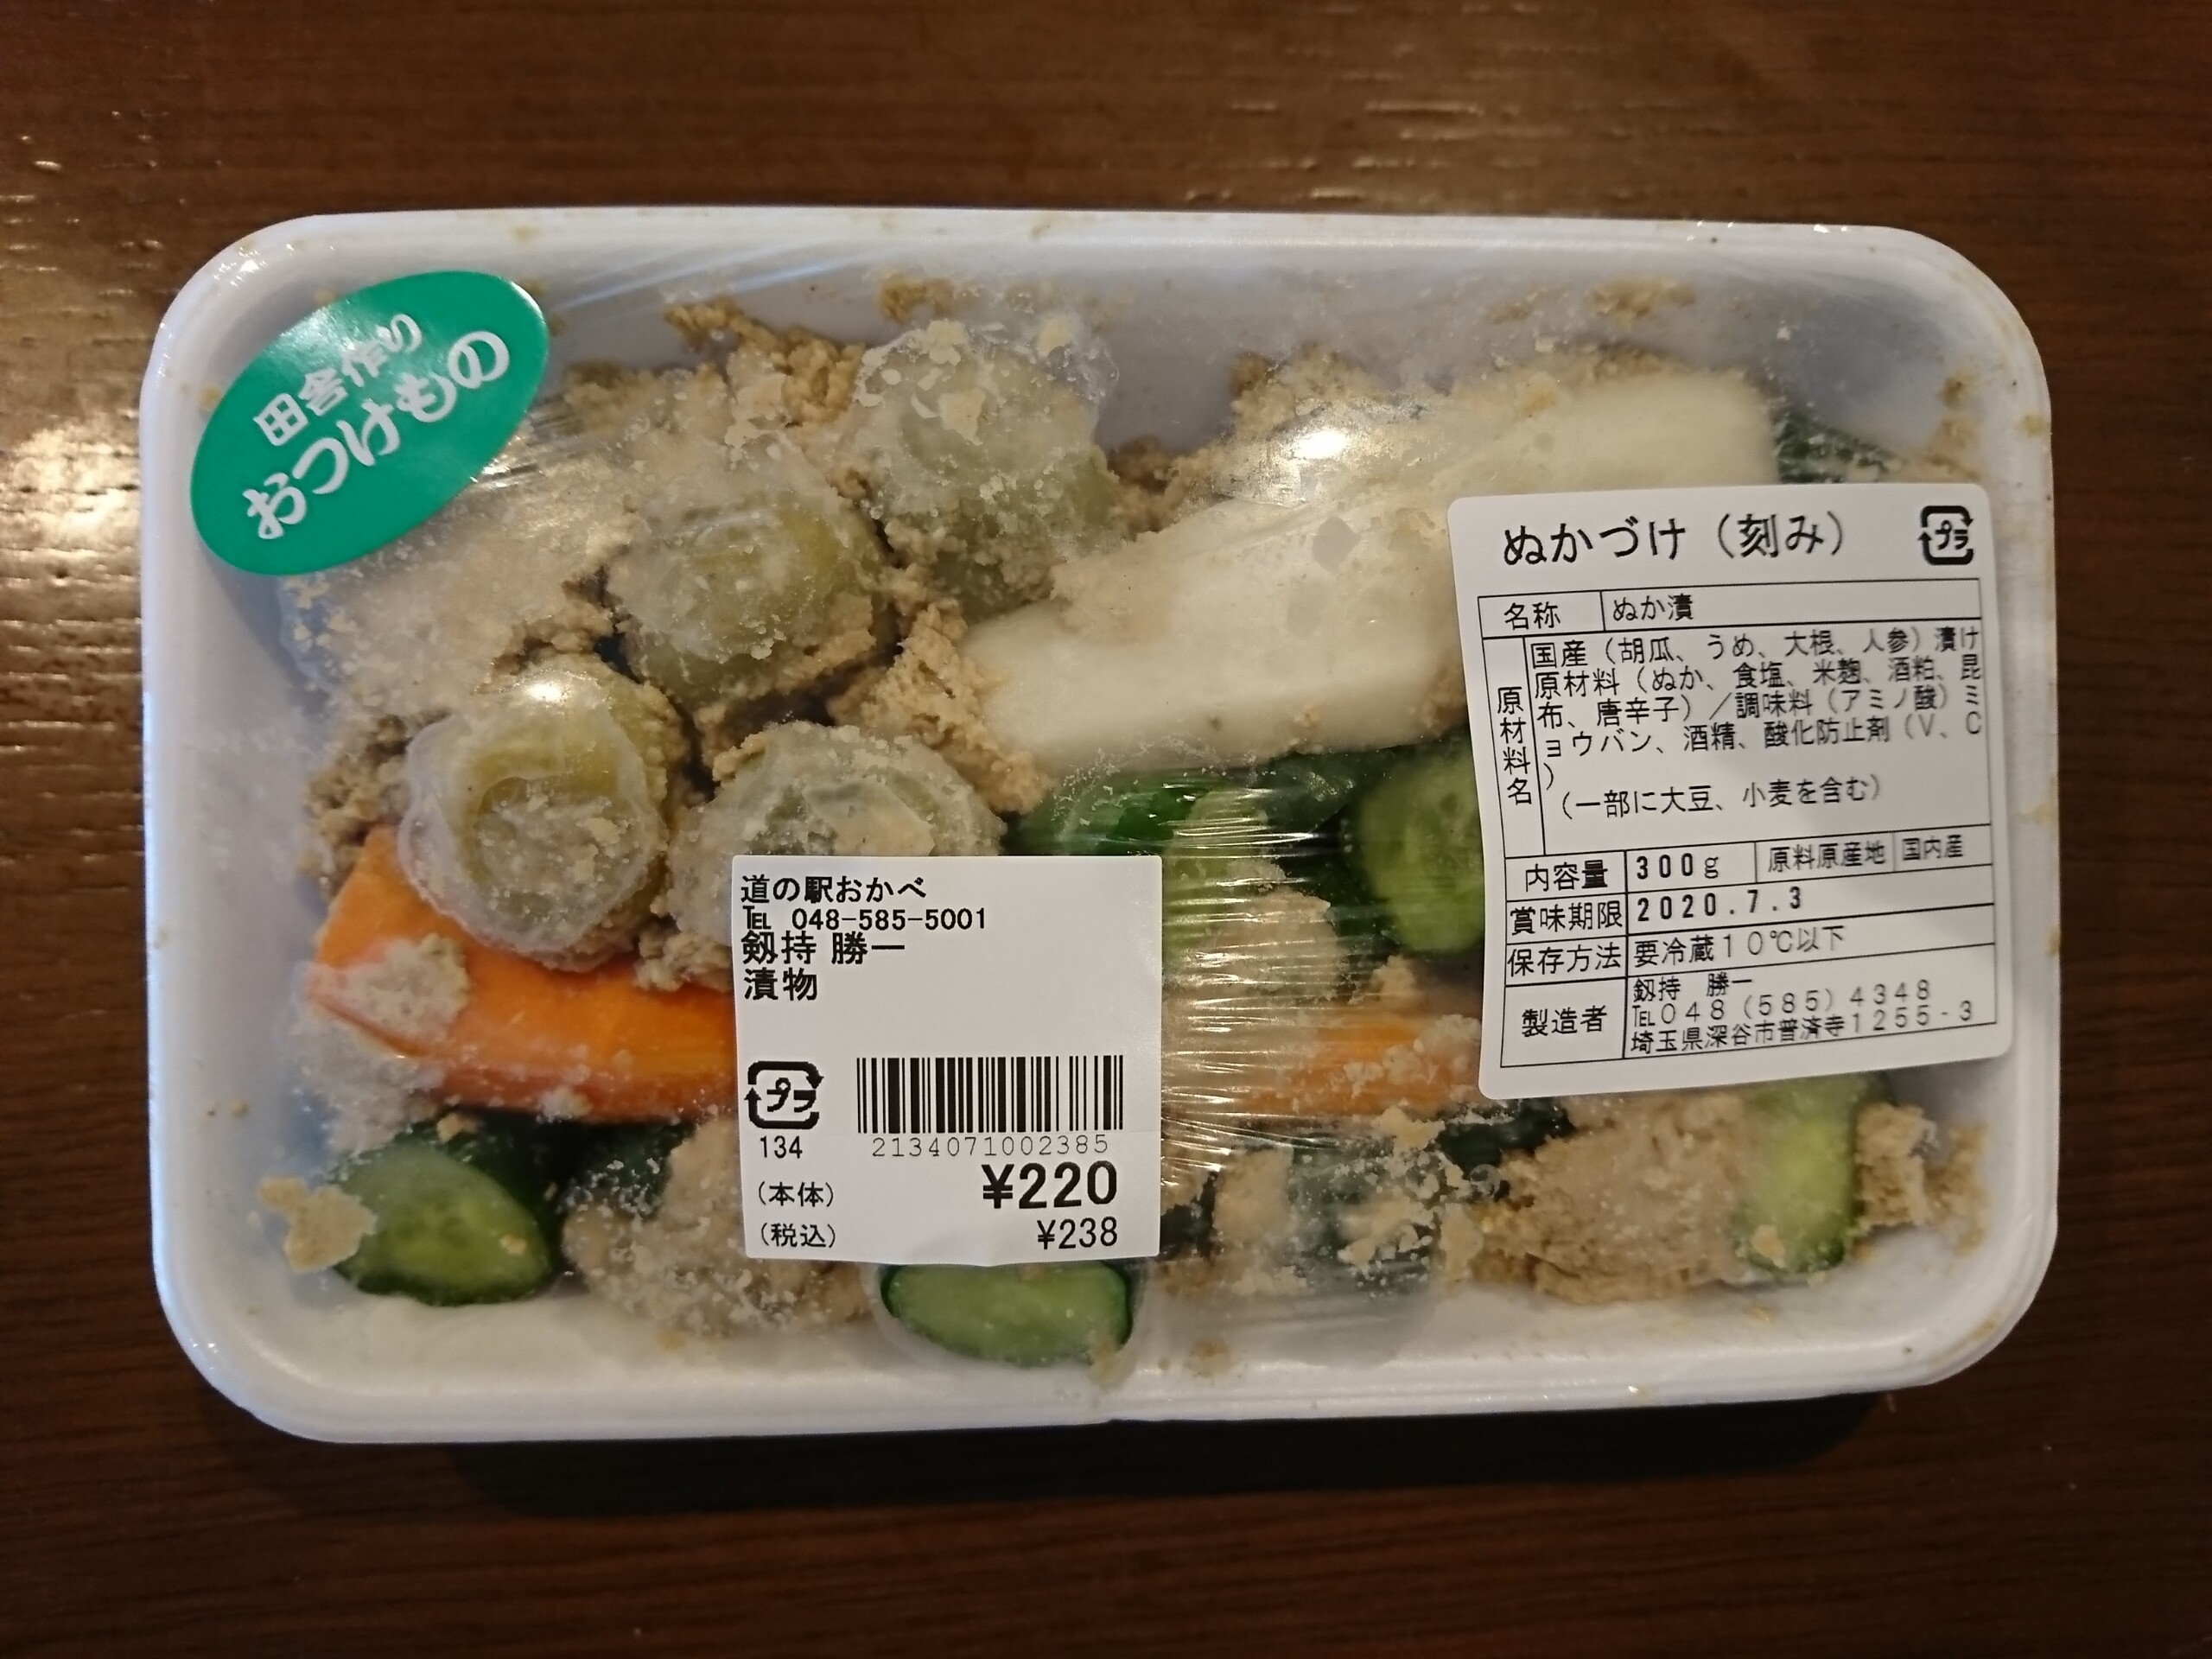 田舎作り
おつけもの
ぬかづけ（刻み）
プラ
名称 ぬか漬
原材料名
国産（胡瓜、うめ、大根、人参）漬け
原材料（ぬか、食塩、米麹、酒粕、昆
布、唐辛子）／調味料（アミノ酸）ミ
ョウバン、酒精、酸化防止剤（Ｖ、Ｃ
）
（一部に大豆、小麦を含む）
内容量 300g 原料原産地 国内産
賞味期限 2020.7.3
保存方法 要冷蔵１０℃以下
製造者
釼持　勝一
℡０４８（５８５）４３４８
埼玉県深谷市普済寺１２５５-３
道の駅おかべ
℡ 048-585-5001
釼持 勝一
漬物
プラ
134
2134071002385
（本体） ¥220
（税込） ¥238